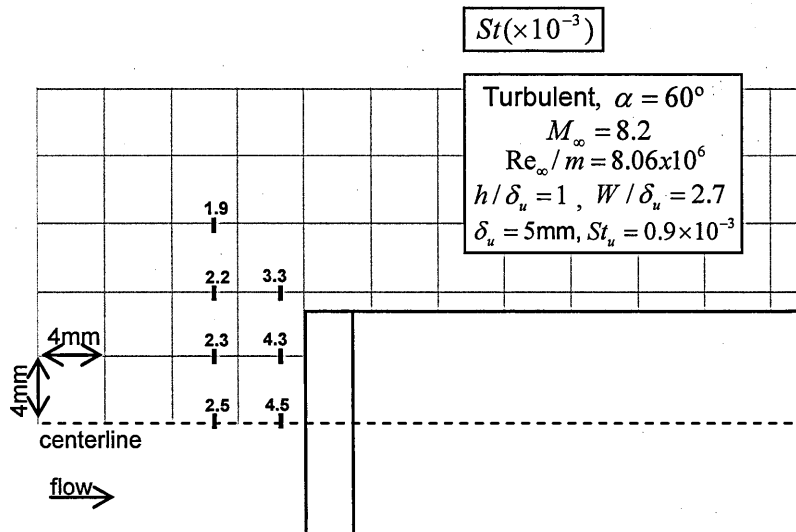 St(×10⁻³)
Turbulent, α = 60º
M∞ = 8.2
Re∞ / m = 8.06x10⁶
h / δᵤ = 1 , W / δᵤ = 2.7
δᵤ = 5mm, Stᵤ = 0.9×10⁻³
1.9
2.2 3.3
4mm 2.3 4.3
4mm
2.5 4.5
centerline
flow